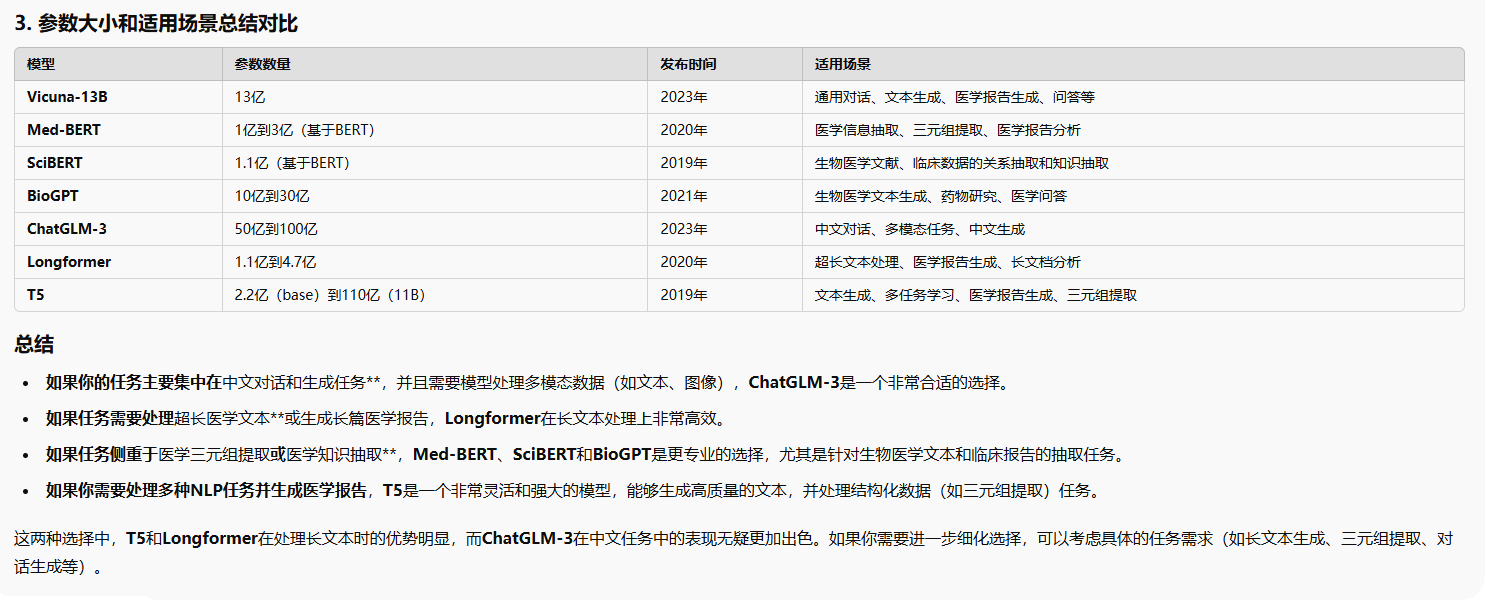 3. 参数大小和适用场景总结对比
模型 参数数量 发布时间 适用场景
Vicuna-13B 13亿 2023年 通用对话、文本生成、医学报告生成、问答等
Med-BERT 1亿到3亿（基于BERT） 2020年 医学信息抽取、三元组提取、医学报告分析
SciBERT 1.1亿（基于BERT） 2019年 生物医学文献、临床数据的关系抽取和知识抽取
BioGPT 10亿到30亿 2021年 生物医学文本生成、药物研究、医学问答
ChatGLM-3 50亿到100亿 2023年 中文对话、多模态任务、中文生成
Longformer 1.1亿到4.7亿 2020年 超长文本处理、医学报告生成、长文档分析
T5 2.2亿（base）到110亿（11B） 2019年 文本生成、多任务学习、医学报告生成、三元组提取
总结
• 如果你的任务主要集中在中文对话和生成任务**，并且需要模型处理多模态数据（如文本、图像），ChatGLM-3是一个非常合适的选择。
• 如果任务需要处理超长医学文本**或生成长篇医学报告，Longformer在长文本处理上非常高效。
• 如果任务侧重于医学三元组提取或医学知识抽取**，Med-BERT、SciBERT和BioGPT是更专业的选择，尤其是针对生物医学文本和临床报告的抽取任务。
• 如果你需要处理多种NLP任务并生成医学报告，T5是一个非常灵活和强大的模型，能够生成高质量的文本，并处理结构化数据（如三元组提取）任务。
这两种选择中，T5和Longformer在处理长文本时的优势明显，而ChatGLM-3在中文任务中的表现无疑更加出色。如果你需要进一步细化选择，可以考虑具体的任务需求（如长文本生成、三元组提取、对
话生成等）。